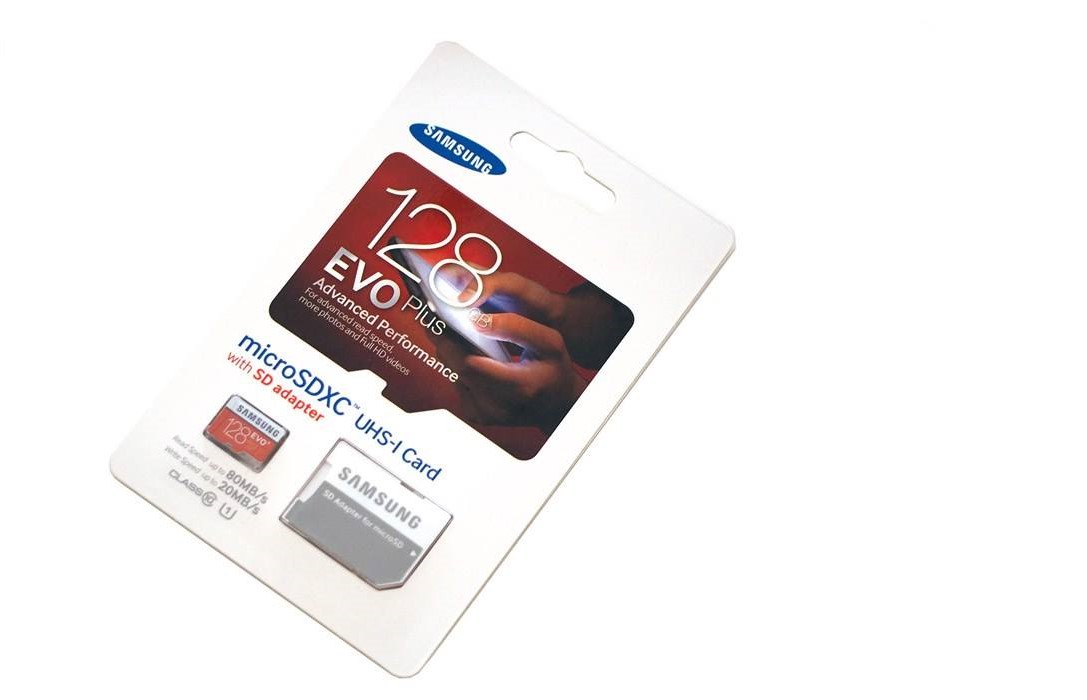 SAMSUNG
128
GB
EVO Plus
Advanced Performance
For advanced read speed,
more photos and Full HD videos
microSDXC™ UHS-I Card
with SD adapter
SAMSUNG
128 EVO+
Read Speed up to 80MB/s
Write Speed up to 20MB/s
CLASS 10 U1
SAMSUNG
SD Adapter for microSD